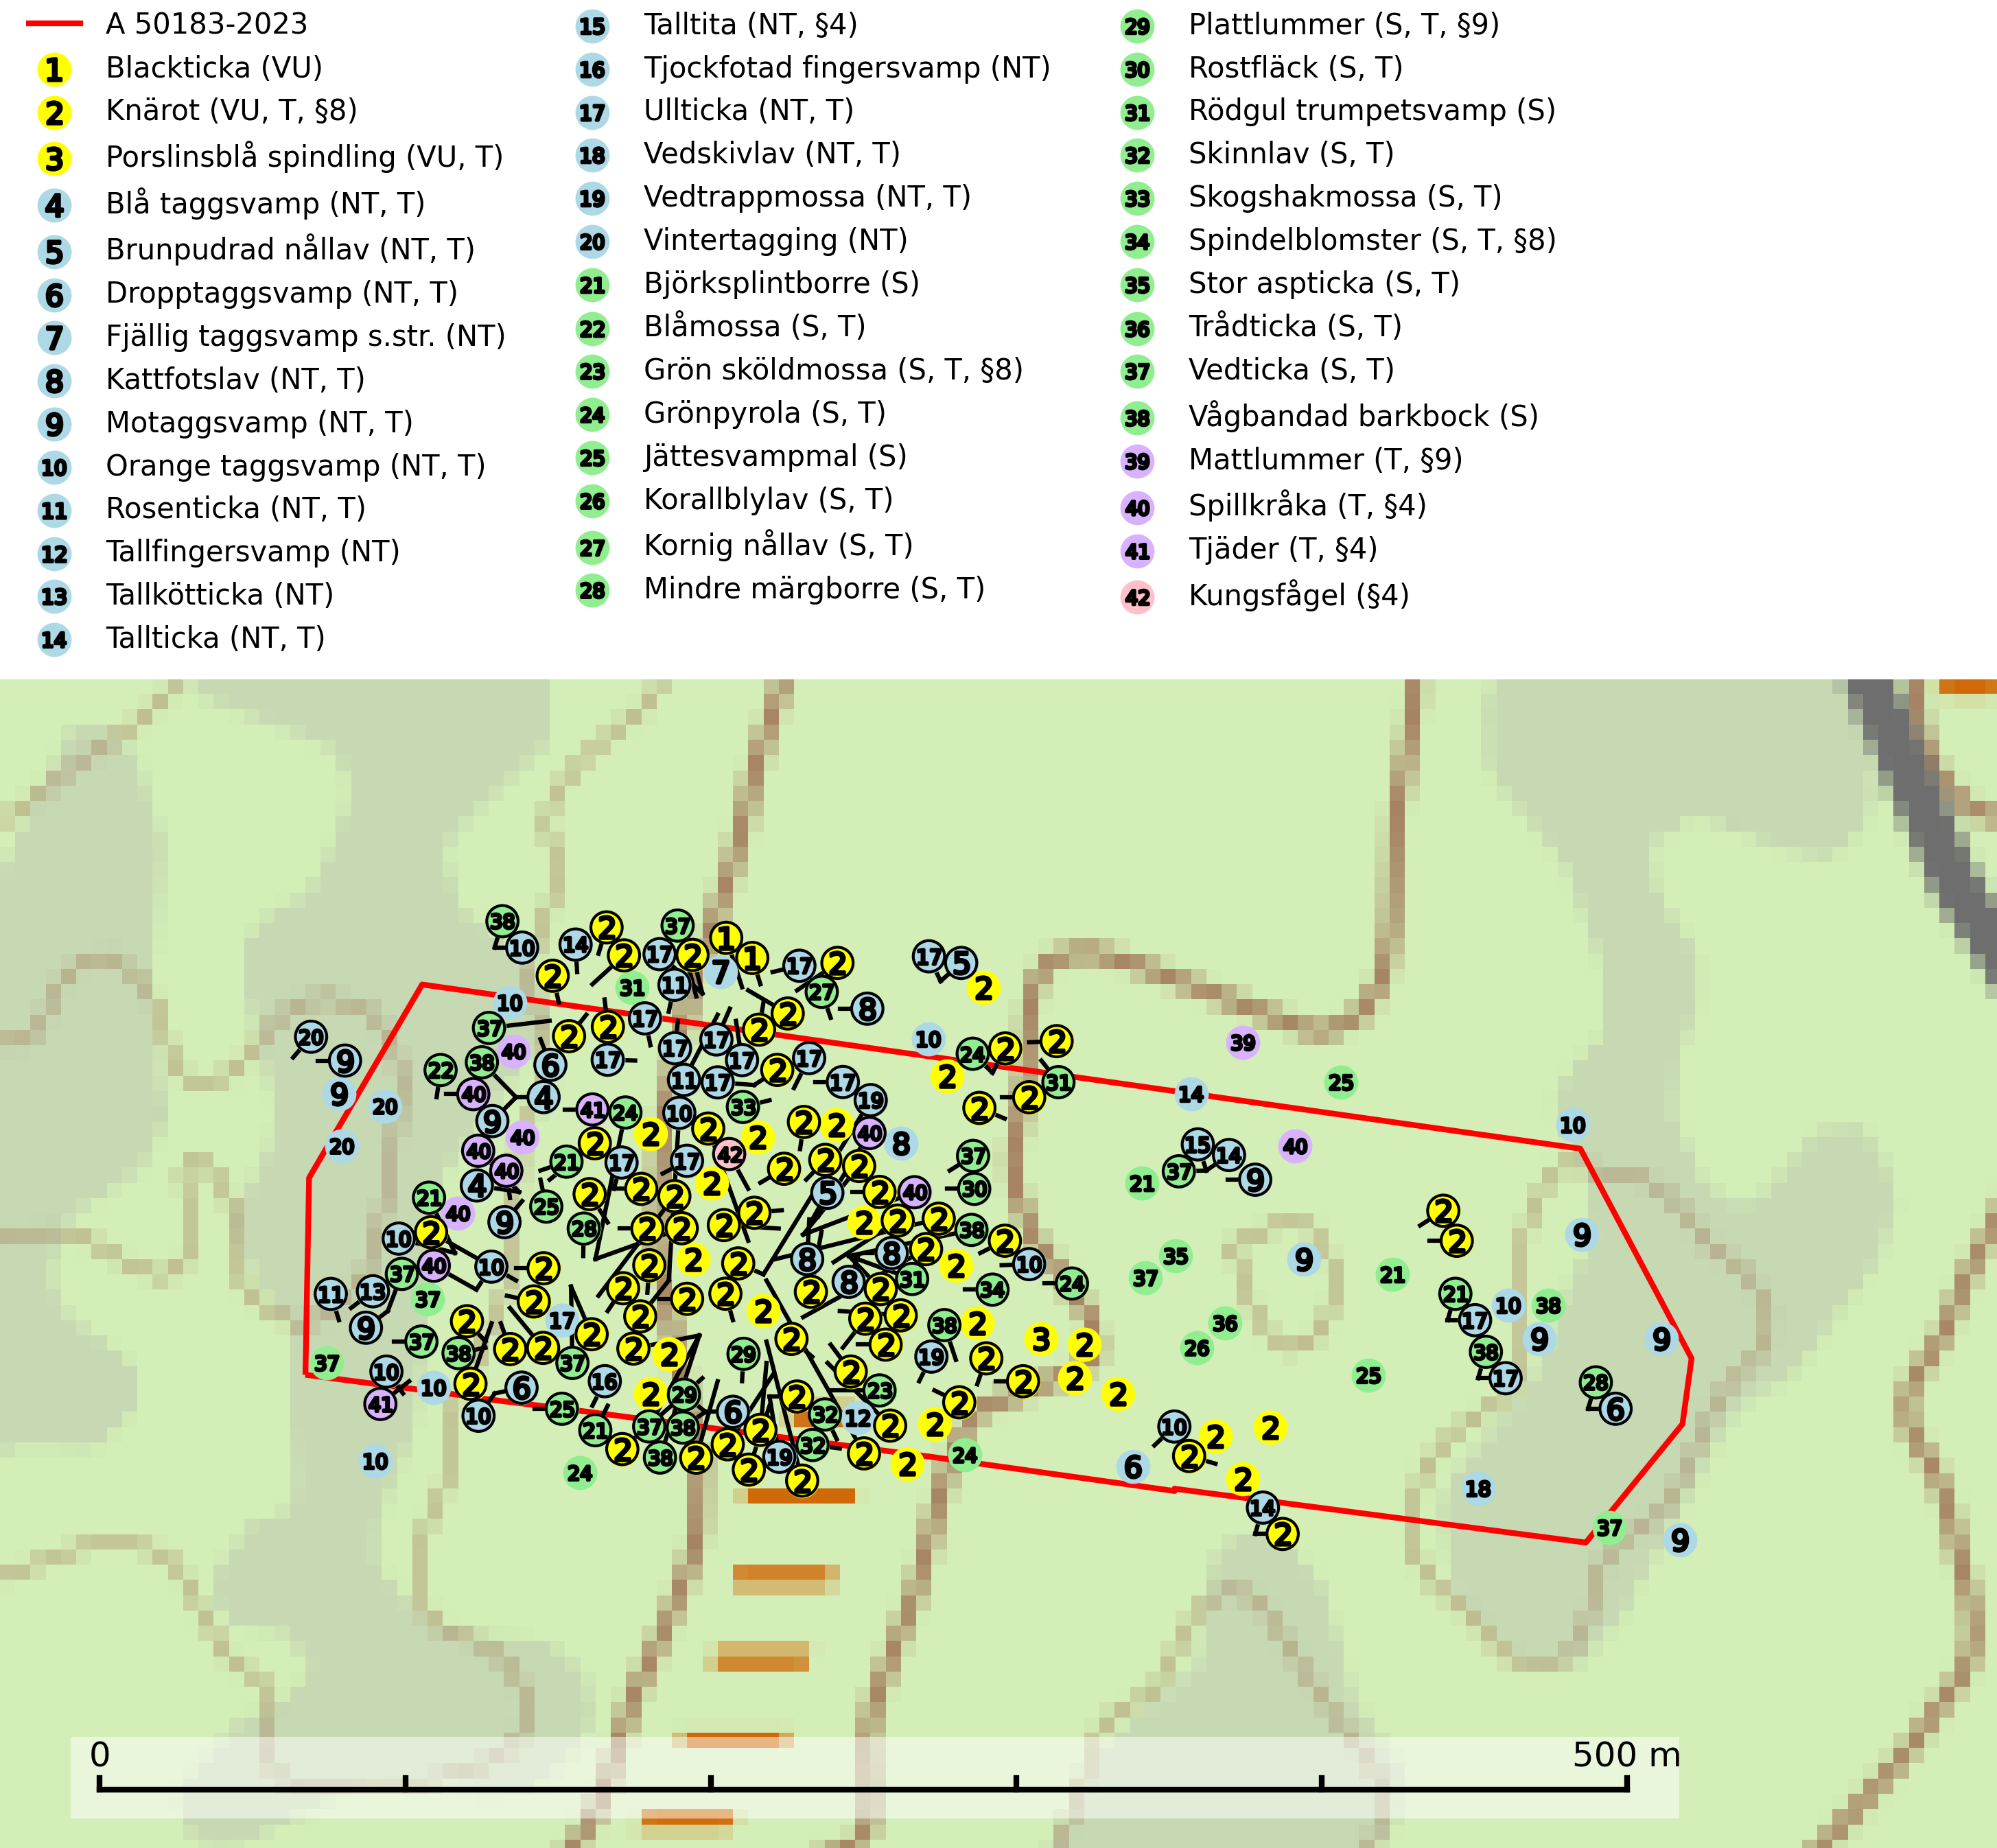 A 50183-2023
1 Blackticka (VU)
2 Knärot (VU, T, §8)
3 Porslinsblå spindling (VU, T)
4 Blå taggsvamp (NT, T)
5 Brunpudrad nållav (NT, T)
6 Dropptaggsvamp (NT, T)
7 Fjällig taggsvamp s.str. (NT)
8 Kattfotslav (NT, T)
9 Motaggsvamp (NT, T)
10 Orange taggsvamp (NT, T)
11 Rosenticka (NT, T)
12 Tallfingersvamp (NT)
13 Tallkötticka (NT)
14 Tallticka (NT, T)
15 Talltita (NT, §4)
16 Tjockfotad fingersvamp (NT)
17 Ullticka (NT, T)
18 Vedskivlav (NT, T)
19 Vedtrappmossa (NT, T)
20 Vintertagging (NT)
21 Björksplintborre (S)
22 Blåmossa (S, T)
23 Grön sköldmossa (S, T, §8)
24 Grönpyrola (S, T)
25 Jättesvampmal (S)
26 Korallblylav (S, T)
27 Kornig nållav (S, T)
28 Mindre märgborre (S, T)
29 Plattlummer (S, T, §9)
30 Rostfläck (S, T)
31 Rödgul trumpetsvamp (S)
32 Skinnlav (S, T)
33 Skogshakmossa (S, T)
34 Spindelblomster (S, T, §8)
35 Stor aspticka (S, T)
36 Trådticka (S, T)
37 Vedticka (S, T)
38 Vågbandad barkbock (S)
39 Mattlummer (T, §9)
40 Spillkråka (T, §4)
41 Tjäder (T, §4)
42 Kungsfågel (§4)
0 500 m